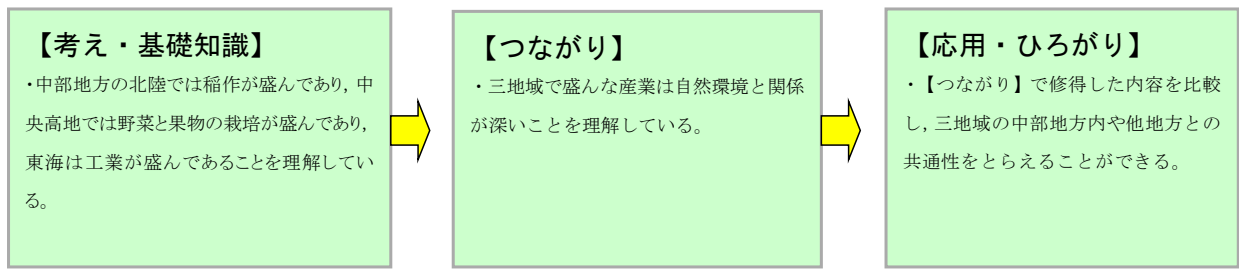 【考え・基礎知識】
・中部地方の北陸では稲作が盛んであり，中
央高地では野菜と果物の栽培が盛んであり，
東海は工業が盛んであることを理解してい
る。
【つながり】
・三地域で盛んな産業は自然環境と関係
が深いことを理解している。
【応用・ひろがり】
・【つながり】で修得した内容を比較
し，三地域の中部地方内や他地方との
共通性をとらえることができる。